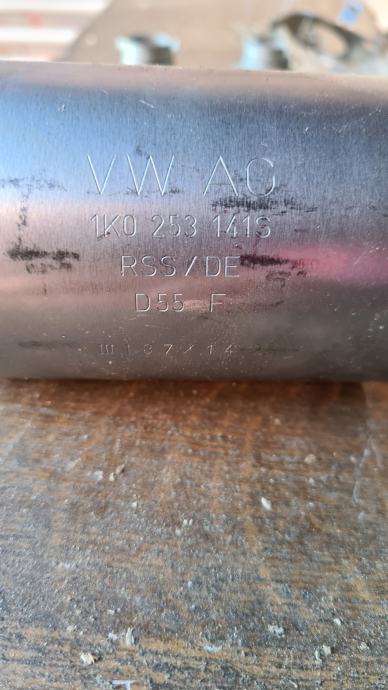 VW AG
1K0 253 141S
RSS/DE
D55 F